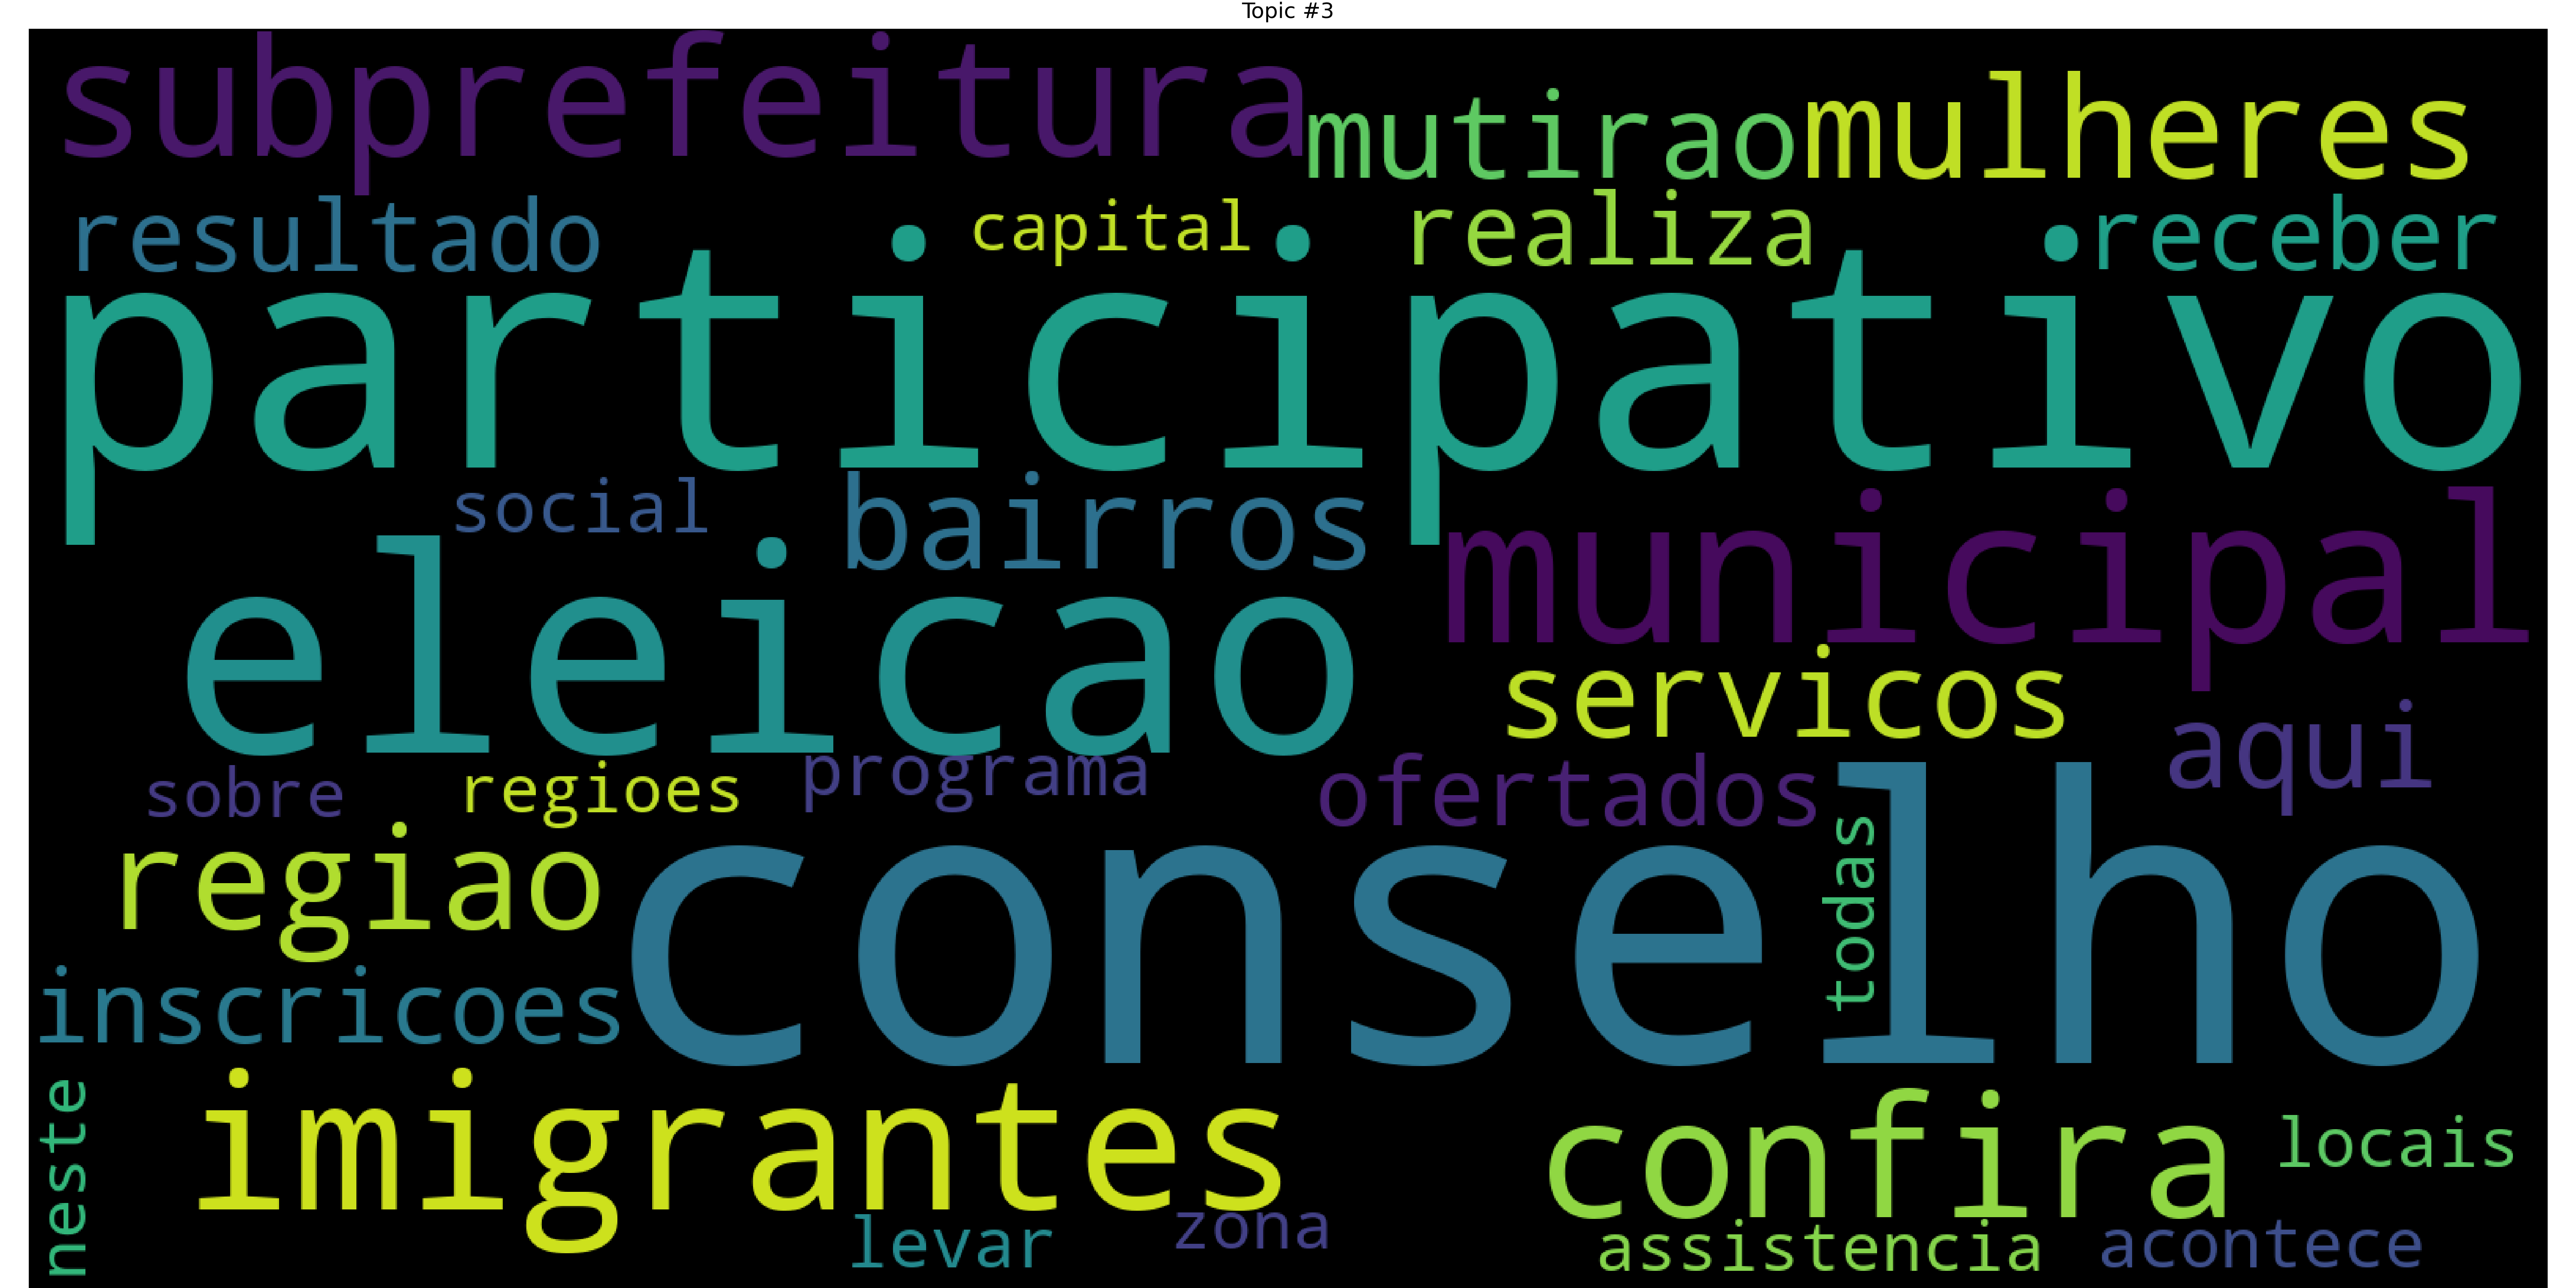 Topic #3
subprefeitura
mutirao mulheres
resultado capital realiza receber
participativo
social bairros municipal
eleicao
servicos
aqui
sobre regioes programa ofertados
todas
regiao conselho
inscricoes
neste
imigrantes confira locais
levar zona assistencia acontece